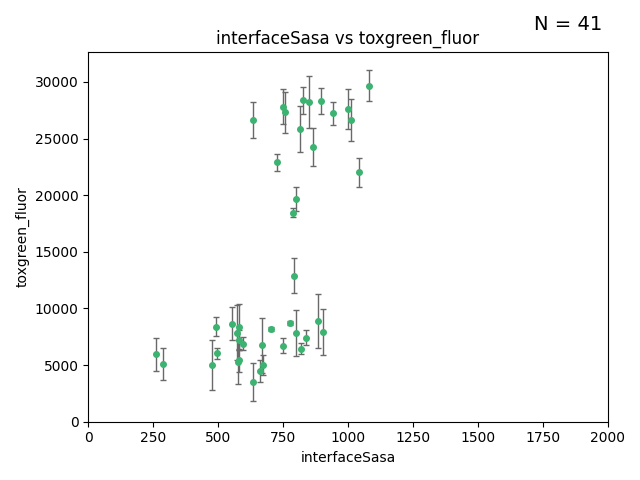 N = 41
interfaceSasa vs toxgreen_fluor
toxgreen_fluor
30000
25000
20000
15000
10000
5000
0
0 250 500 750 1000 1250 1500 1750 2000
interfaceSasa